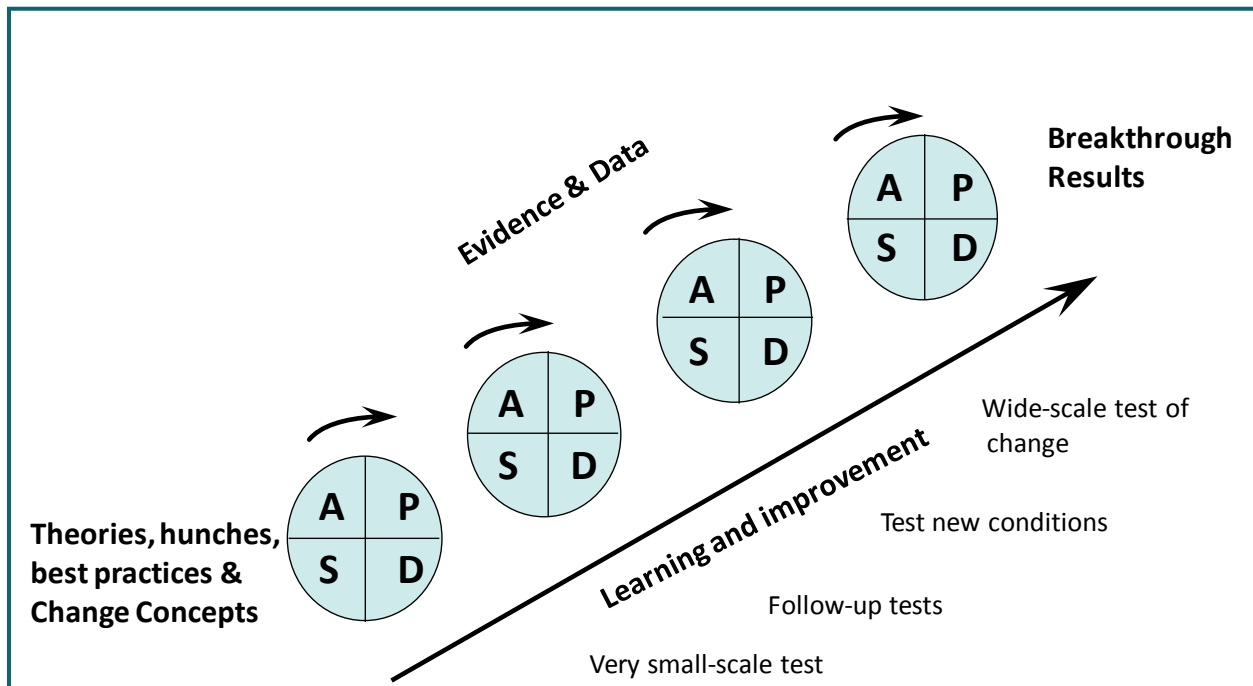 Breakthrough
Results
A P
S D
Evidence & Data
A P
S D
A P
S D
A P
S D
Theories, hunches,
best practices &
Change Concepts
Learning and improvement
Wide-scale test of
change
Test new conditions
Follow-up tests
Very small-scale test